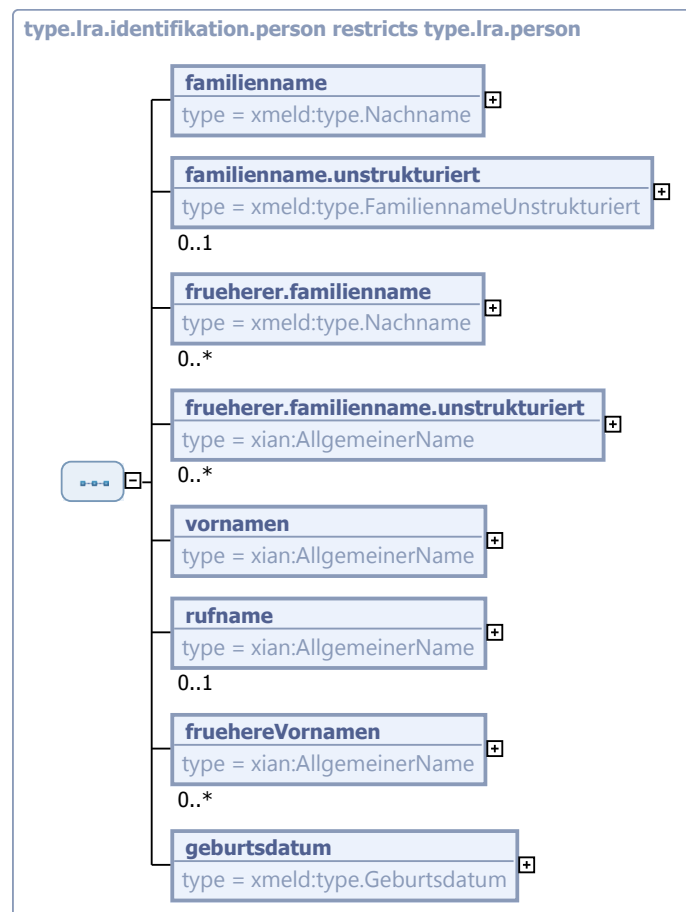 type.lra.identifikation.person restricts type.lra.person
familienname
type = xmeld:type.Nachname
familienname.unstrukturiert
type = xmeld:type.FamiliennameUnstrukturiert
0..1
frueherer.familienname
type = xmeld:type.Nachname
0..*
frueherer.familienname.unstrukturiert
type = xian:AllgemeinerName
0..*
vornamen
type = xian:AllgemeinerName
rufname
type = xian:AllgemeinerName
0..1
fruehereVornamen
type = xian:AllgemeinerName
0..*
geburtsdatum
type = xmeld:type.Geburtsdatum